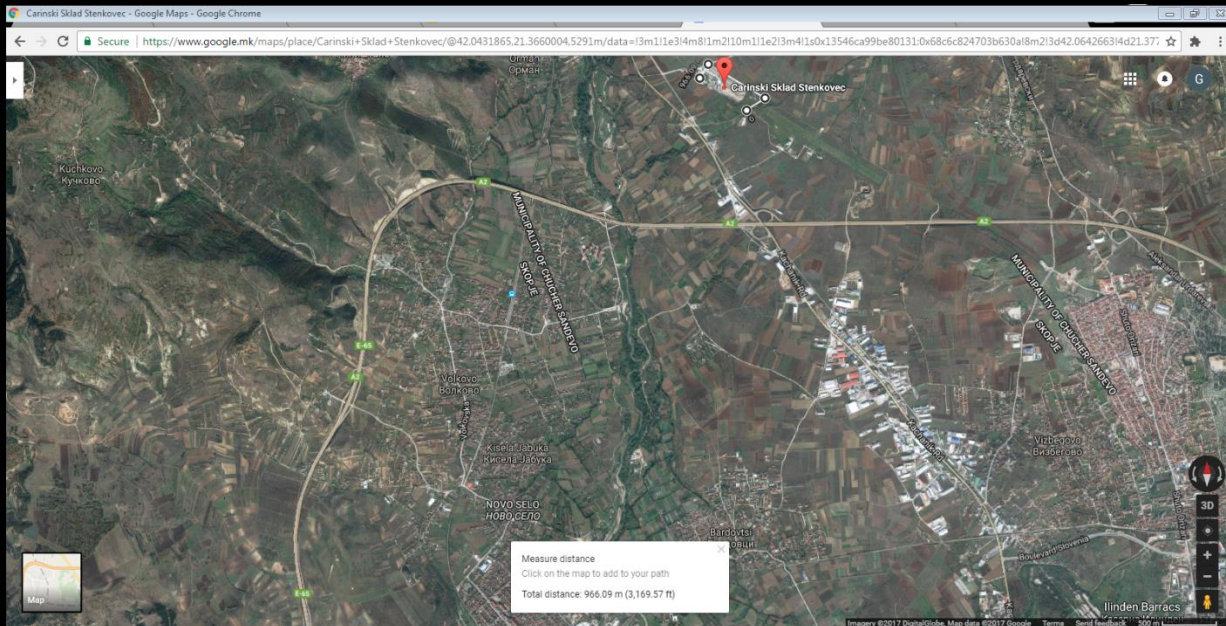 Carinski Sklad Stenkovec - Google Maps - Google Chrome
Secure | https://www.google.mk/maps/place/Carinski+Sklad+Stenkovec/@42.0431865,21.3660004,5291m/data=!3m1!1e3!4m8!1m2!10m1!1e2!3m4!1s0x13546ca99be80131:0x68c6c824703b630a!8m2!3d42.0642663!4d21.377
Орман
G
Carinski Sklad Stenkovec
Kuchkovo
Кучково
A2
A2
A2
MUNICIPALITY OF CHUCHER SANDEVO
SKOPJE
MUNICIPALITY OF CHUCHER SANDEVO
SKOPJE
E-65
A2
Volkovo
Волково
Kisela Jabuka
Кисела Јабука
Vizbegovo
Визбегово
NOVO SELO
НОВО СЕЛО
3D
Bardovtsi
Boulevard Slovenia
Measure distance
Click on the map to add to your path
Total distance: 966.09 m (3,169.57 ft)
Map
E-65
Ilinden Barracs
Imagery ©2017 DigitalGlobe, Map data ©2017 Google Terms Send feedback 500 m